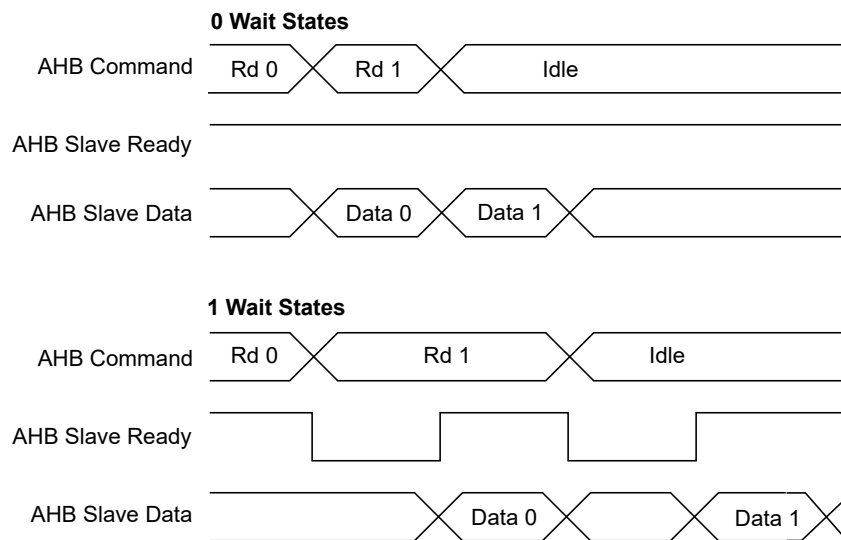 0 Wait States
AHB Command Rd 0 Rd 1 Idle
AHB Slave Ready
AHB Slave Data Data 0 Data 1
1 Wait States
AHB Command Rd 0 Rd 1 Idle
AHB Slave Ready
AHB Slave Data Data 0 Data 1